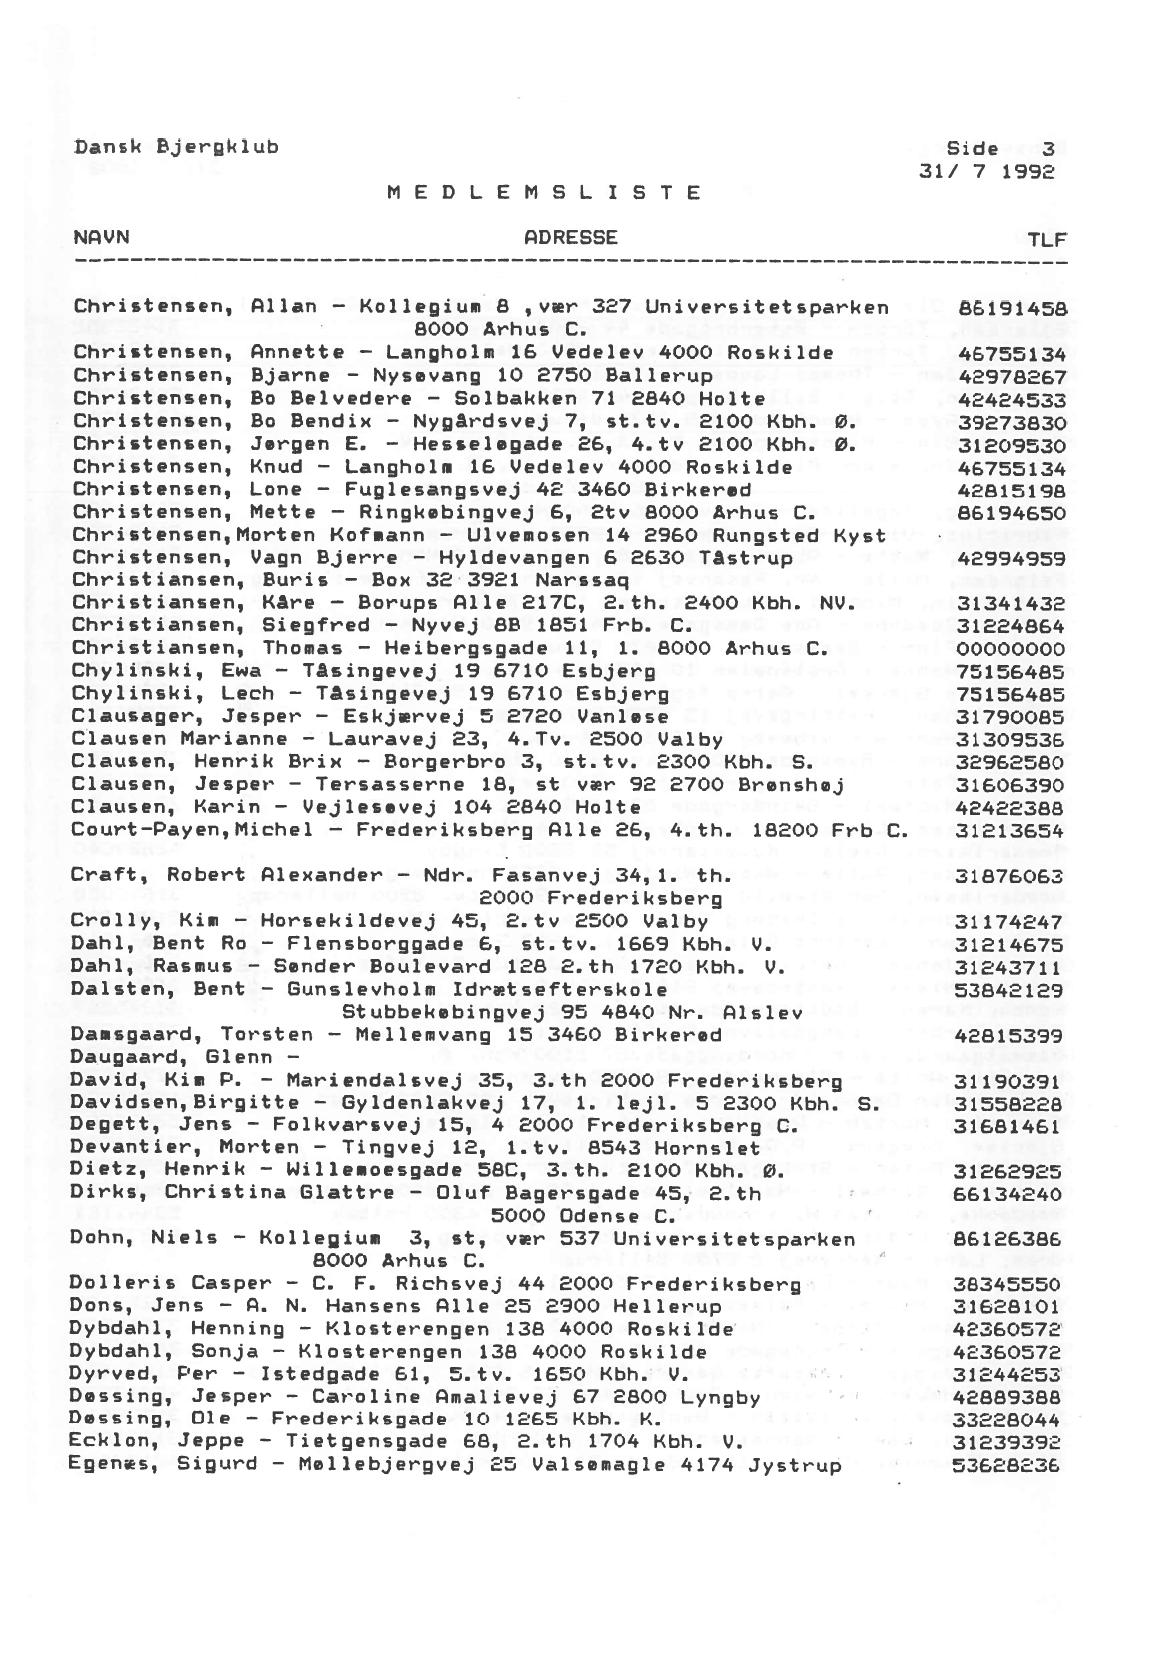 Dansk Bjergklub Side 3
31/ 7 1992
M E D L E M S L I S T E
NAVN ADRESSE TLF
--------------------------------------------------------------------------
Christensen, Allan - Kollegium 8 ,vær 327 Universitetsparken 86191458
8000 Arhus C.
Christensen, Annette - Langholm 16 Vedelev 4000 Roskilde 46755134
Christensen, Bjarne - Nysøvang 10 2750 Ballerup 42978267
Christensen, Bo Belvedere - Solbakken 71 2840 Holte 42424533
Christensen, Bo Bendix - Nygårdsvej 7, st.tv. 2100 Kbh. Ø. 39273830
Christensen, Jørgen E. - Hesseløgade 26, 4.tv 2100 Kbh. Ø. 31209530
Christensen, Knud - Langholm 16 Vedelev 4000 Roskilde 46755134
Christensen, Lone - Fuglesangsvej 42 3460 Birkerød 42815198
Christensen, Mette - Ringkøbingvej 6, 2tv 8000 Arhus C. 86194650
Christensen,Morten Kofmann - Ulvemosen 14 2960 Rungsted Kyst
Christensen, Vagn Bjerre - Hyldevangen 6 2630 Tåstrup 42994959
Christiansen, Buris - Box 32 3921 Narssaq
Christiansen, Kåre - Borups Alle 217C, 2.th. 2400 Kbh. NV. 31341432
Christiansen, Siegfred - Nyvej 8B 1851 Frb. C. 31224864
Christiansen, Thomas - Heibergsgade 11, 1. 8000 Arhus C. 00000000
Chylinski, Ewa - Tåsingevej 19 6710 Esbjerg 75156485
Chylinski, Lech - Tåsingevej 19 6710 Esbjerg 75156485
Clausager, Jesper - Eskjærvej 5 2720 Vanløse 31790085
Clausen Marianne - Lauravej 23, 4.Tv. 2500 Valby 31309536
Clausen, Henrik Brix - Borgerbro 3, st.tv. 2300 Kbh. S. 32962580
Clausen, Jesper - Tersasserne 18, st vær 92 2700 Brønshøj 31606390
Clausen, Karin - Vejlesøvej 104 2840 Holte 42422388
Court-Payen,Michel - Frederiksberg Alle 26, 4.th. 18200 Frb C. 31213654
Craft, Robert Alexander - Ndr. Fasanvej 34,1. th. 31876063
2000 Frederiksberg
Crolly, Kim - Horsekildevej 45, 2.tv 2500 Valby 31174247
Dahl, Bent Ro - Flensborggade 6, st.tv. 1669 Kbh. V. 31214675
Dahl, Rasmus - Sønder Boulevard 128 2.th 1720 Kbh. V. 31243711
Dalsten, Bent - Gunslevholm Idrætsefterskole 53842129
Stubbekøbingvej 95 4840 Nr. Alslev
Damsgaard, Torsten - Mellemvang 15 3460 Birkerød 42815399
Daugaard, Glenn -
David, Kim P. - Mariendalsvej 35, 3.th 2000 Frederiksberg 31190391
Davidsen,Birgitte - Gyldenlakvej 17, 1. lejl. 5 2300 Kbh. S. 31558228
Degett, Jens - Folkvarsvej 15, 4 2000 Frederiksberg C. 31681461
Devantier, Morten - Tingvej 12, 1.tv. 8543 Hornslet
Dietz, Henrik - Willemoesgade 58C, 3.th. 2100 Kbh. Ø. 31262925
Dirks, Christina Glattre - Oluf Bagersgade 45, 2.th 66134240
5000 Odense C.
Dohn, Niels - Kollegium 3, st, vær 537 Universitetsparken 86126386
8000 Arhus C.
Dolleris Casper - C. F. Richsvej 44 2000 Frederiksberg 38345550
Dons, Jens - A. N. Hansens Alle 25 2900 Hellerup 31628101
Dybdahl, Henning - Klosterengen 138 4000 Roskilde 42360572
Dybdahl, Sonja - Klosterengen 138 4000 Roskilde 42360572
Dyrved, Per - Istedgade 61, 5.tv. 1650 Kbh. V. 31244253
Døssing, Jesper - Caroline Amalievej 67 2800 Lyngby 42889388
Døssing, Ole - Frederiksgade 10 1265 Kbh. K. 33228044
Ecklon, Jeppe - Tietgensgade 68, 2.th 1704 Kbh. V. 31239392
Egenæs, Sigurd - Møllebjergvej 25 Valsømagle 4174 Jystrup 53628236